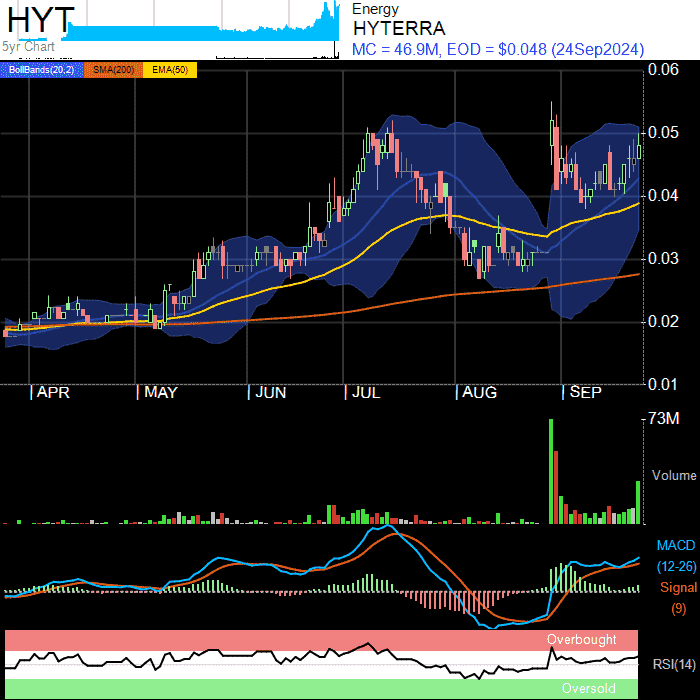 HYT
5yr Chart
Energy
HYTERRA
MC = 46.9M, EOD = $0.048 (24Sep2024)
BollBands(20,2) SMA(200) EMA(50)
0.06
0.05
0.04
0.03
0.02
0.01
APR MAY JUN JUL AUG SEP
73M
Volume
MACD
(12-26)
Signal
(9)
Overbought
RSI(14)
Oversold